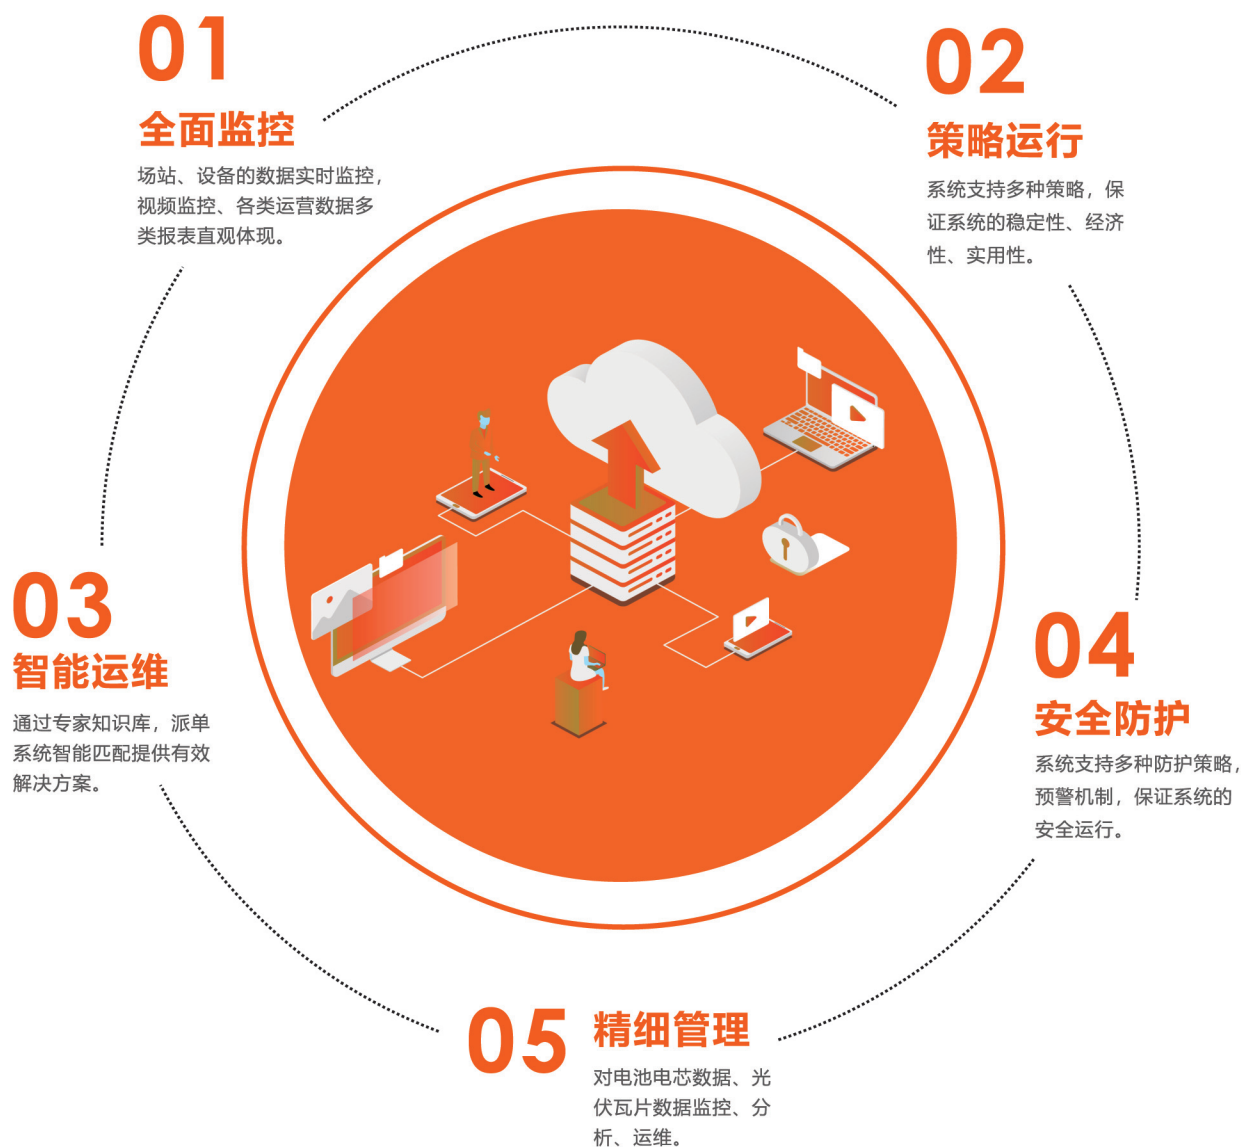 01
全面监控
场站、设备的数据实时监控，
视频监控、各类运营数据多
类报表直观体现。
02
策略运行
系统支持多种策略，保
证系统的稳定性、经济
性、实用性。
03
智能运维
通过专家知识库，派单
系统智能匹配提供有效
解决方案。
04
安全防护
系统支持多种防护策略，
预警机制，保证系统的
安全运行。
05
精细管理
对电池电芯数据、光
伏瓦片数据监控、分
析、运维。